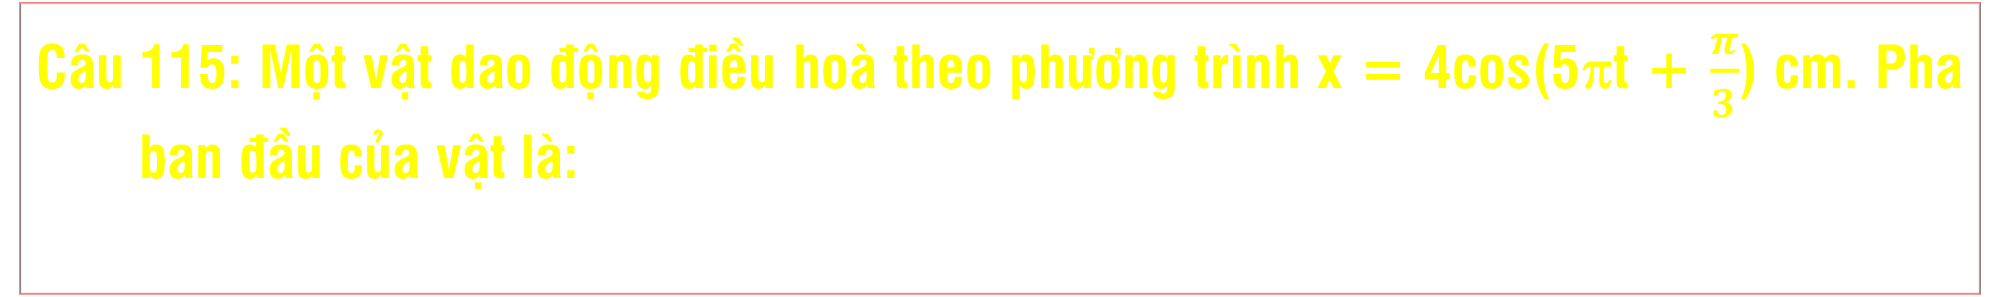 Câu 115: Một vật dao động điều hoà theo phương trình x = 4cos(5πt + π/3) cm. Pha
ban đầu của vật là: